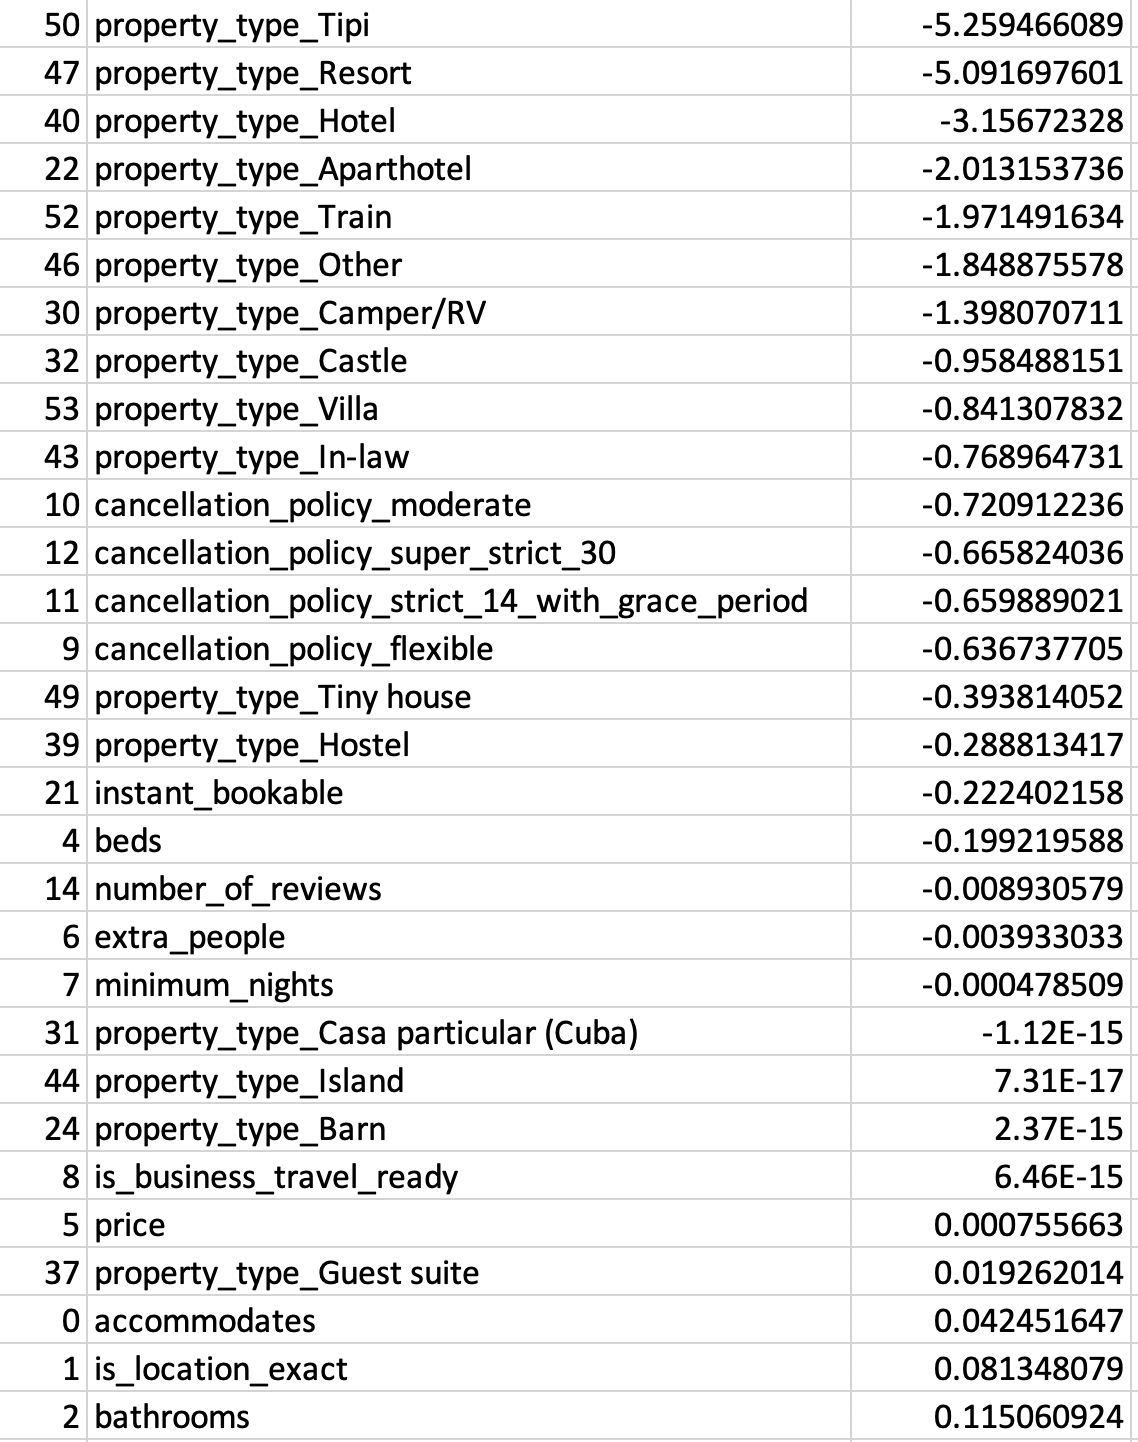 50 property_type_Tipi -5.259466089
47 property_type_Resort -5.091697601
40 property_type_Hotel -3.15672328
22 property_type_Aparthotel -2.013153736
52 property_type_Train -1.971491634
46 property_type_Other -1.848875578
30 property_type_Camper/RV -1.398070711
32 property_type_Castle -0.958488151
53 property_type_Villa -0.841307832
43 property_type_In-law -0.768964731
10 cancellation_policy_moderate -0.720912236
12 cancellation_policy_super_strict_30 -0.665824036
11 cancellation_policy_strict_14_with_grace_period -0.659889021
9 cancellation_policy_flexible -0.636737705
49 property_type_Tiny house -0.393814052
39 property_type_Hostel -0.288813417
21 instant_bookable -0.222402158
4 beds -0.199219588
14 number_of_reviews -0.008930579
6 extra_people -0.003933033
7 minimum_nights -0.000478509
31 property_type_Casa particular (Cuba) -1.12E-15
44 property_type_Island 7.31E-17
24 property_type_Barn 2.37E-15
8 is_business_travel_ready 6.46E-15
5 price 0.000755663
37 property_type_Guest suite 0.019262014
0 accommodates 0.042451647
1 is_location_exact 0.081348079
2 bathrooms 0.115060924